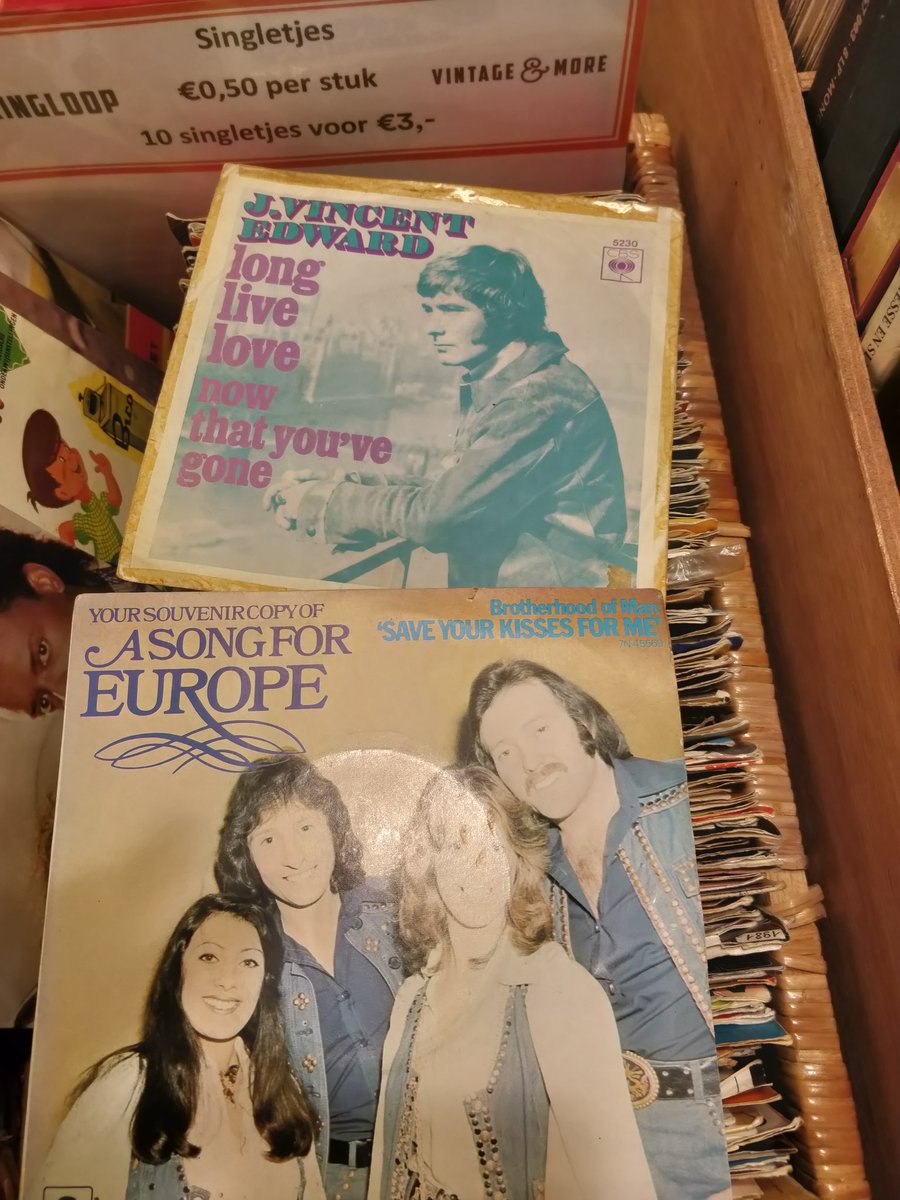 Singletjes
€0,50 per stuk
VINTAGE & MORE
10 singletjes voor €3,-
J.VINCENT
EDWARD
long
live
love
now
that you've
gone
5230
CBS
YOUR SOUVENIR COPY OF
A SONG FOR
EUROPE
Brotherhood of Man
'SAVE YOUR KISSES FOR ME'
1984